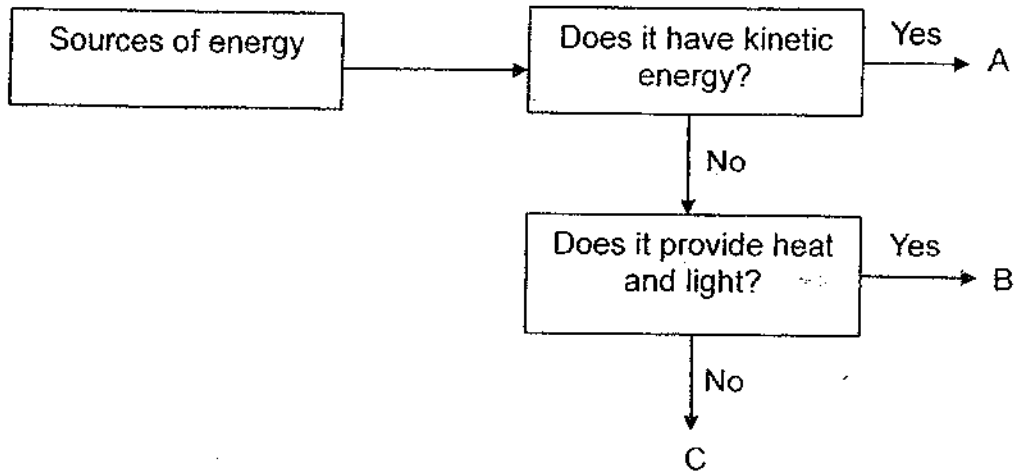 Sources of energy
Does it have kinetic
energy?
Yes
A
No
Does it provide heat
and light?
Yes
B
No
C